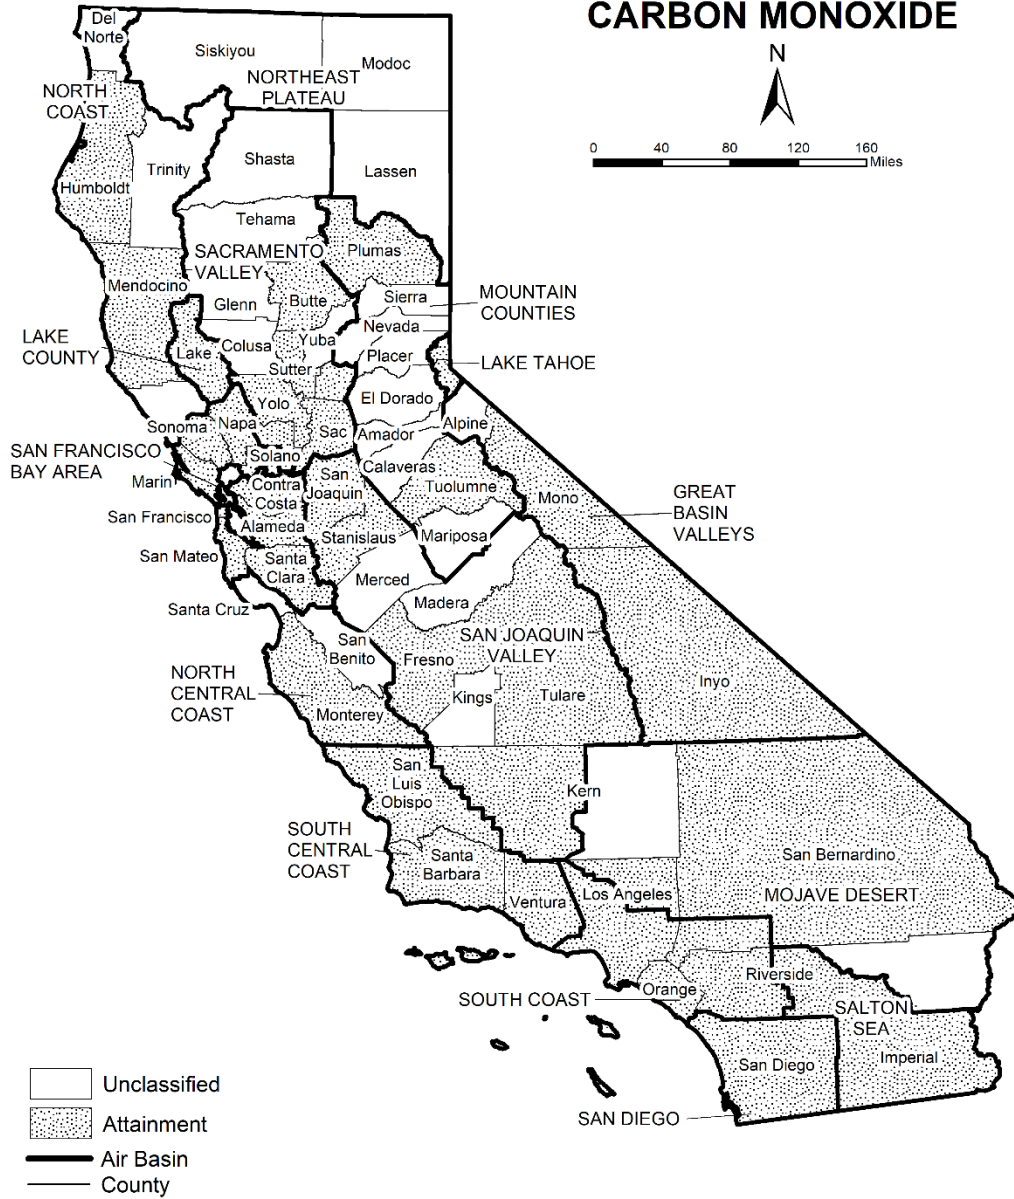 CARBON MONOXIDE
N
0 40 80 120 160
Miles
Del
Norte
Siskiyou
Modoc
NORTHEAST
PLATEAU
NORTH
COAST
Trinity
Shasta
Lassen
Humboldt
Tehama
SACRAMENTO
VALLEY
Plumas
Mendocino
Glenn
Butte
Sierra
MOUNTAIN
COUNTIES
Nevada
Yuba
Colusa
LAKE
COUNTY
Lake
Placer
LAKE TAHOE
Sutter
Yolo
El Dorado
Sonoma
Napa
Sac
Amador
Alpine
SAN FRANCISCO
BAY AREA
Solano
Calaveras
Marin
Contra
Costa
San
Joaquin
Tuolumne
Mono
GREAT
BASIN
VALLEYS
San Francisco
Alameda
Stanislaus
Mariposa
San Mateo
Santa
Clara
Merced
Madera
Santa Cruz
San
Benito
SAN JOAQUIN
VALLEY
Fresno
NORTH
CENTRAL
COAST
Monterey
Kings
Tulare
Inyo
San
Luis
Obispo
Kern
SOUTH
CENTRAL
COAST
Santa
Barbara
San Bernardino
MOJAVE DESERT
Ventura
Los Angeles
Riverside
Orange
SOUTH COAST
SALTON
SEA
San Diego
Imperial
SAN DIEGO
Unclassified
Attainment
Air Basin
County